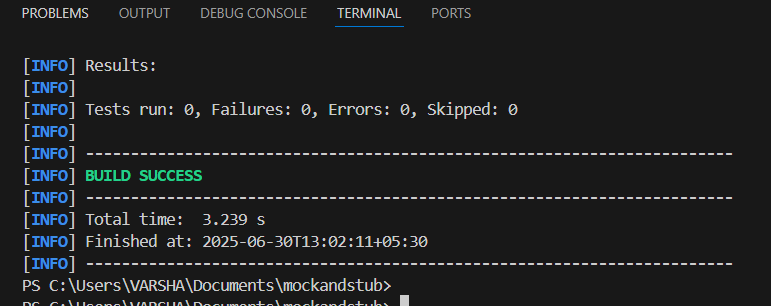 PROBLEMS OUTPUT DEBUG CONSOLE TERMINAL PORTS
[INFO] Results:
[INFO]
[INFO] Tests run: 0, Failures: 0, Errors: 0, Skipped: 0
[INFO]
[INFO] ------------------------------------------------------------------------
[INFO] BUILD SUCCESS
[INFO] ------------------------------------------------------------------------
[INFO] Total time:  3.239 s
[INFO] Finished at: 2025-06-30T13:02:11+05:30
[INFO] ------------------------------------------------------------------------
PS C:\Users\VARSHA\Documents\mockandstub>
PS C:\Users\VARSHA\Documents\mockandstub>